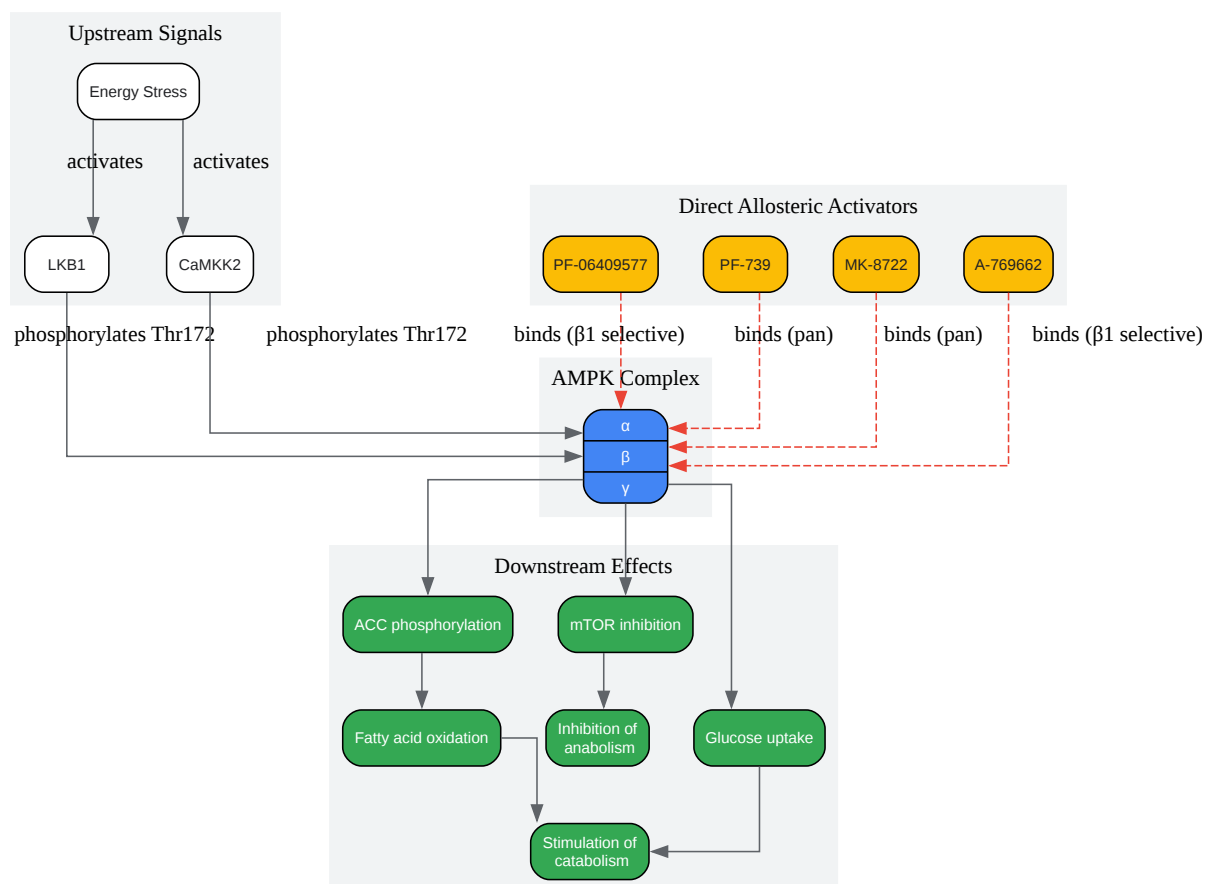 Upstream Signals
Energy Stress
activates
activates
LKB1
CaMKK2
Direct Allosteric Activators
PF-06409577
PF-739
MK-8722
A-769662
phosphorylates Thr172
phosphorylates Thr172
binds (β1 selective)
binds (pan)
binds (pan)
binds (β1 selective)
AMPK Complex
α
β
γ
Downstream Effects
ACC phosphorylation
mTOR inhibition
Fatty acid oxidation
Inhibition of
anabolism
Glucose uptake
Stimulation of
catabolism